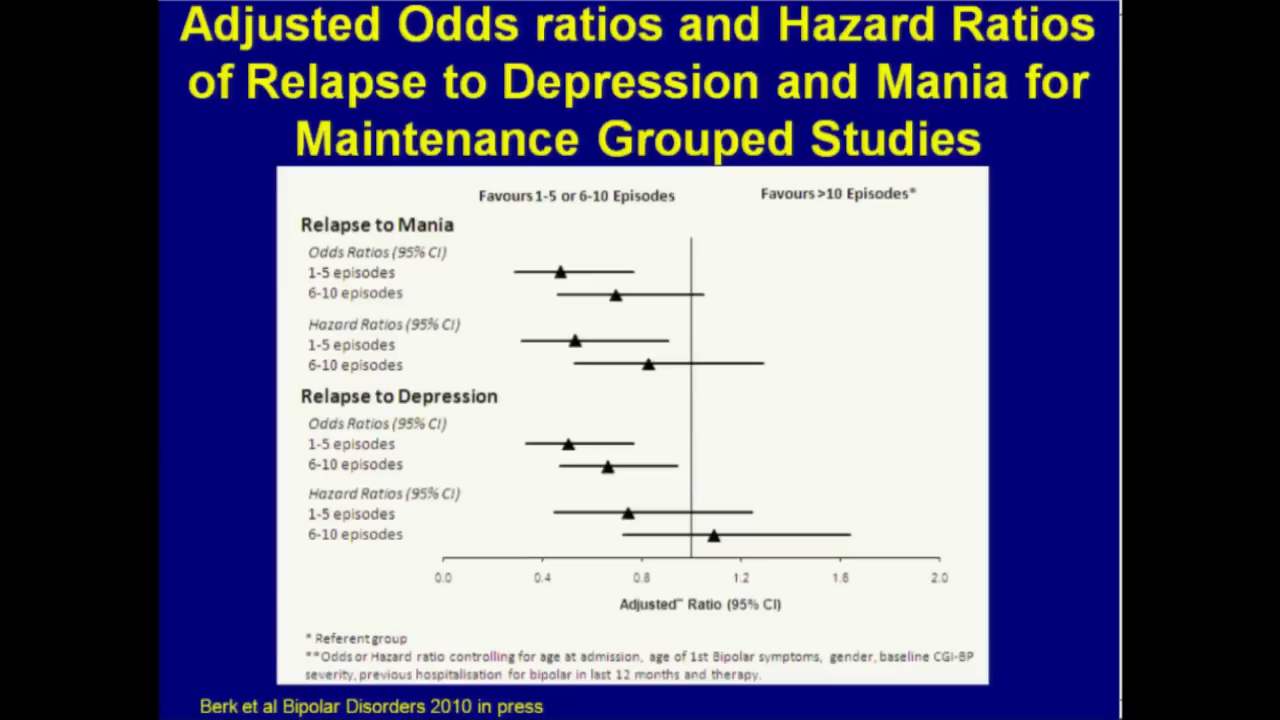 Adjusted Odds ratios and Hazard Ratios
of Relapse to Depression and Mania for
Maintenance Grouped Studies
Favours 1-5 or 6-10 Episodes
Favours >10 Episodes*
Relapse to Mania
Odds Ratios (95% CI)
1-5 episodes
6-10 episodes
Hazard Ratios (95% CI)
1-5 episodes
6-10 episodes
Relapse to Depression
Odds Ratios (95% CI)
1-5 episodes
6-10 episodes
Hazard Ratios (95% CI)
1-5 episodes
6-10 episodes
0.0 0.4 0.8 1.2 1.6 2.0
Adjusted** Ratio (95% CI)
* Referent group
**Odds or Hazard ratio controlling for age at admission, age of 1st Bipolar symptoms, gender, baseline CGI-BP
severity, previous hospitalisation for bipolar in last 12 months and therapy.
Berk et al Bipolar Disorders 2010 in press